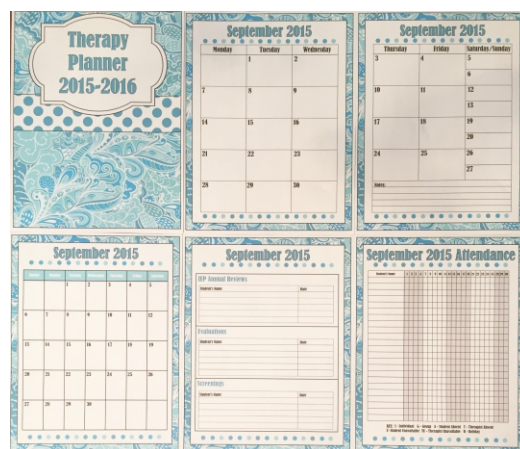 Therapy
Planner
2015-2016
September 2015
Monday Tuesday Wednesday
1 2
7 8 9
14 15 16
21 22 23
28 29 30
September 2015
Thursday Friday Saturday/Sunday
3 4 5
6
10 11 12
13
17 18 19
20
24 25 26
27
Notes:
September 2015
1 2 3 4 5
6 7 8 9 10 11 12
13 14 15 16 17 18 19
20 21 22 23 24 25 26
27 28 29 30
September 2015
IEP Annual Reviews
Student's Name Date
Evaluations
Student's Name Date
Screenings
Student's Name Date
September 2015 Attendance
Student's Name